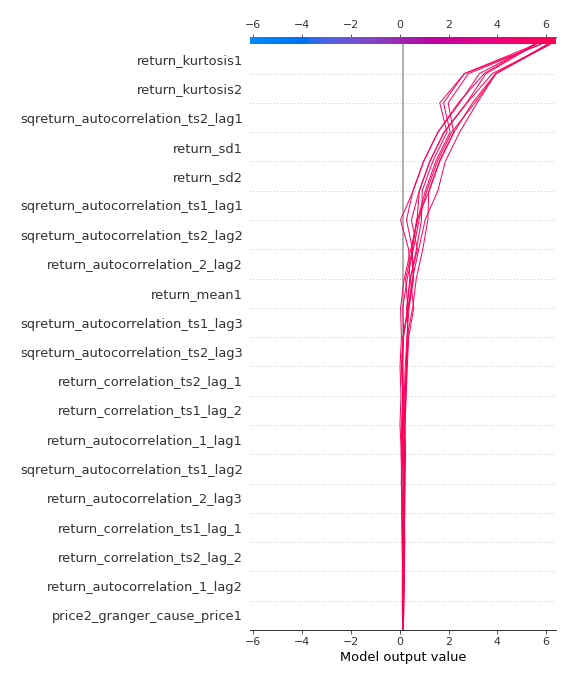 −6 −4 −2 0 2 4 6
return_kurtosis1
return_kurtosis2
sqreturn_autocorrelation_ts2_lag1
return_sd1
return_sd2
sqreturn_autocorrelation_ts1_lag1
sqreturn_autocorrelation_ts2_lag2
return_autocorrelation_2_lag2
return_mean1
sqreturn_autocorrelation_ts1_lag3
sqreturn_autocorrelation_ts2_lag3
return_correlation_ts2_lag_1
return_correlation_ts1_lag_2
return_autocorrelation_1_lag1
sqreturn_autocorrelation_ts1_lag2
return_autocorrelation_2_lag3
return_correlation_ts1_lag_1
return_correlation_ts2_lag_2
return_autocorrelation_1_lag2
price2_granger_cause_price1
−6 −4 −2 0 2 4 6
Model output value